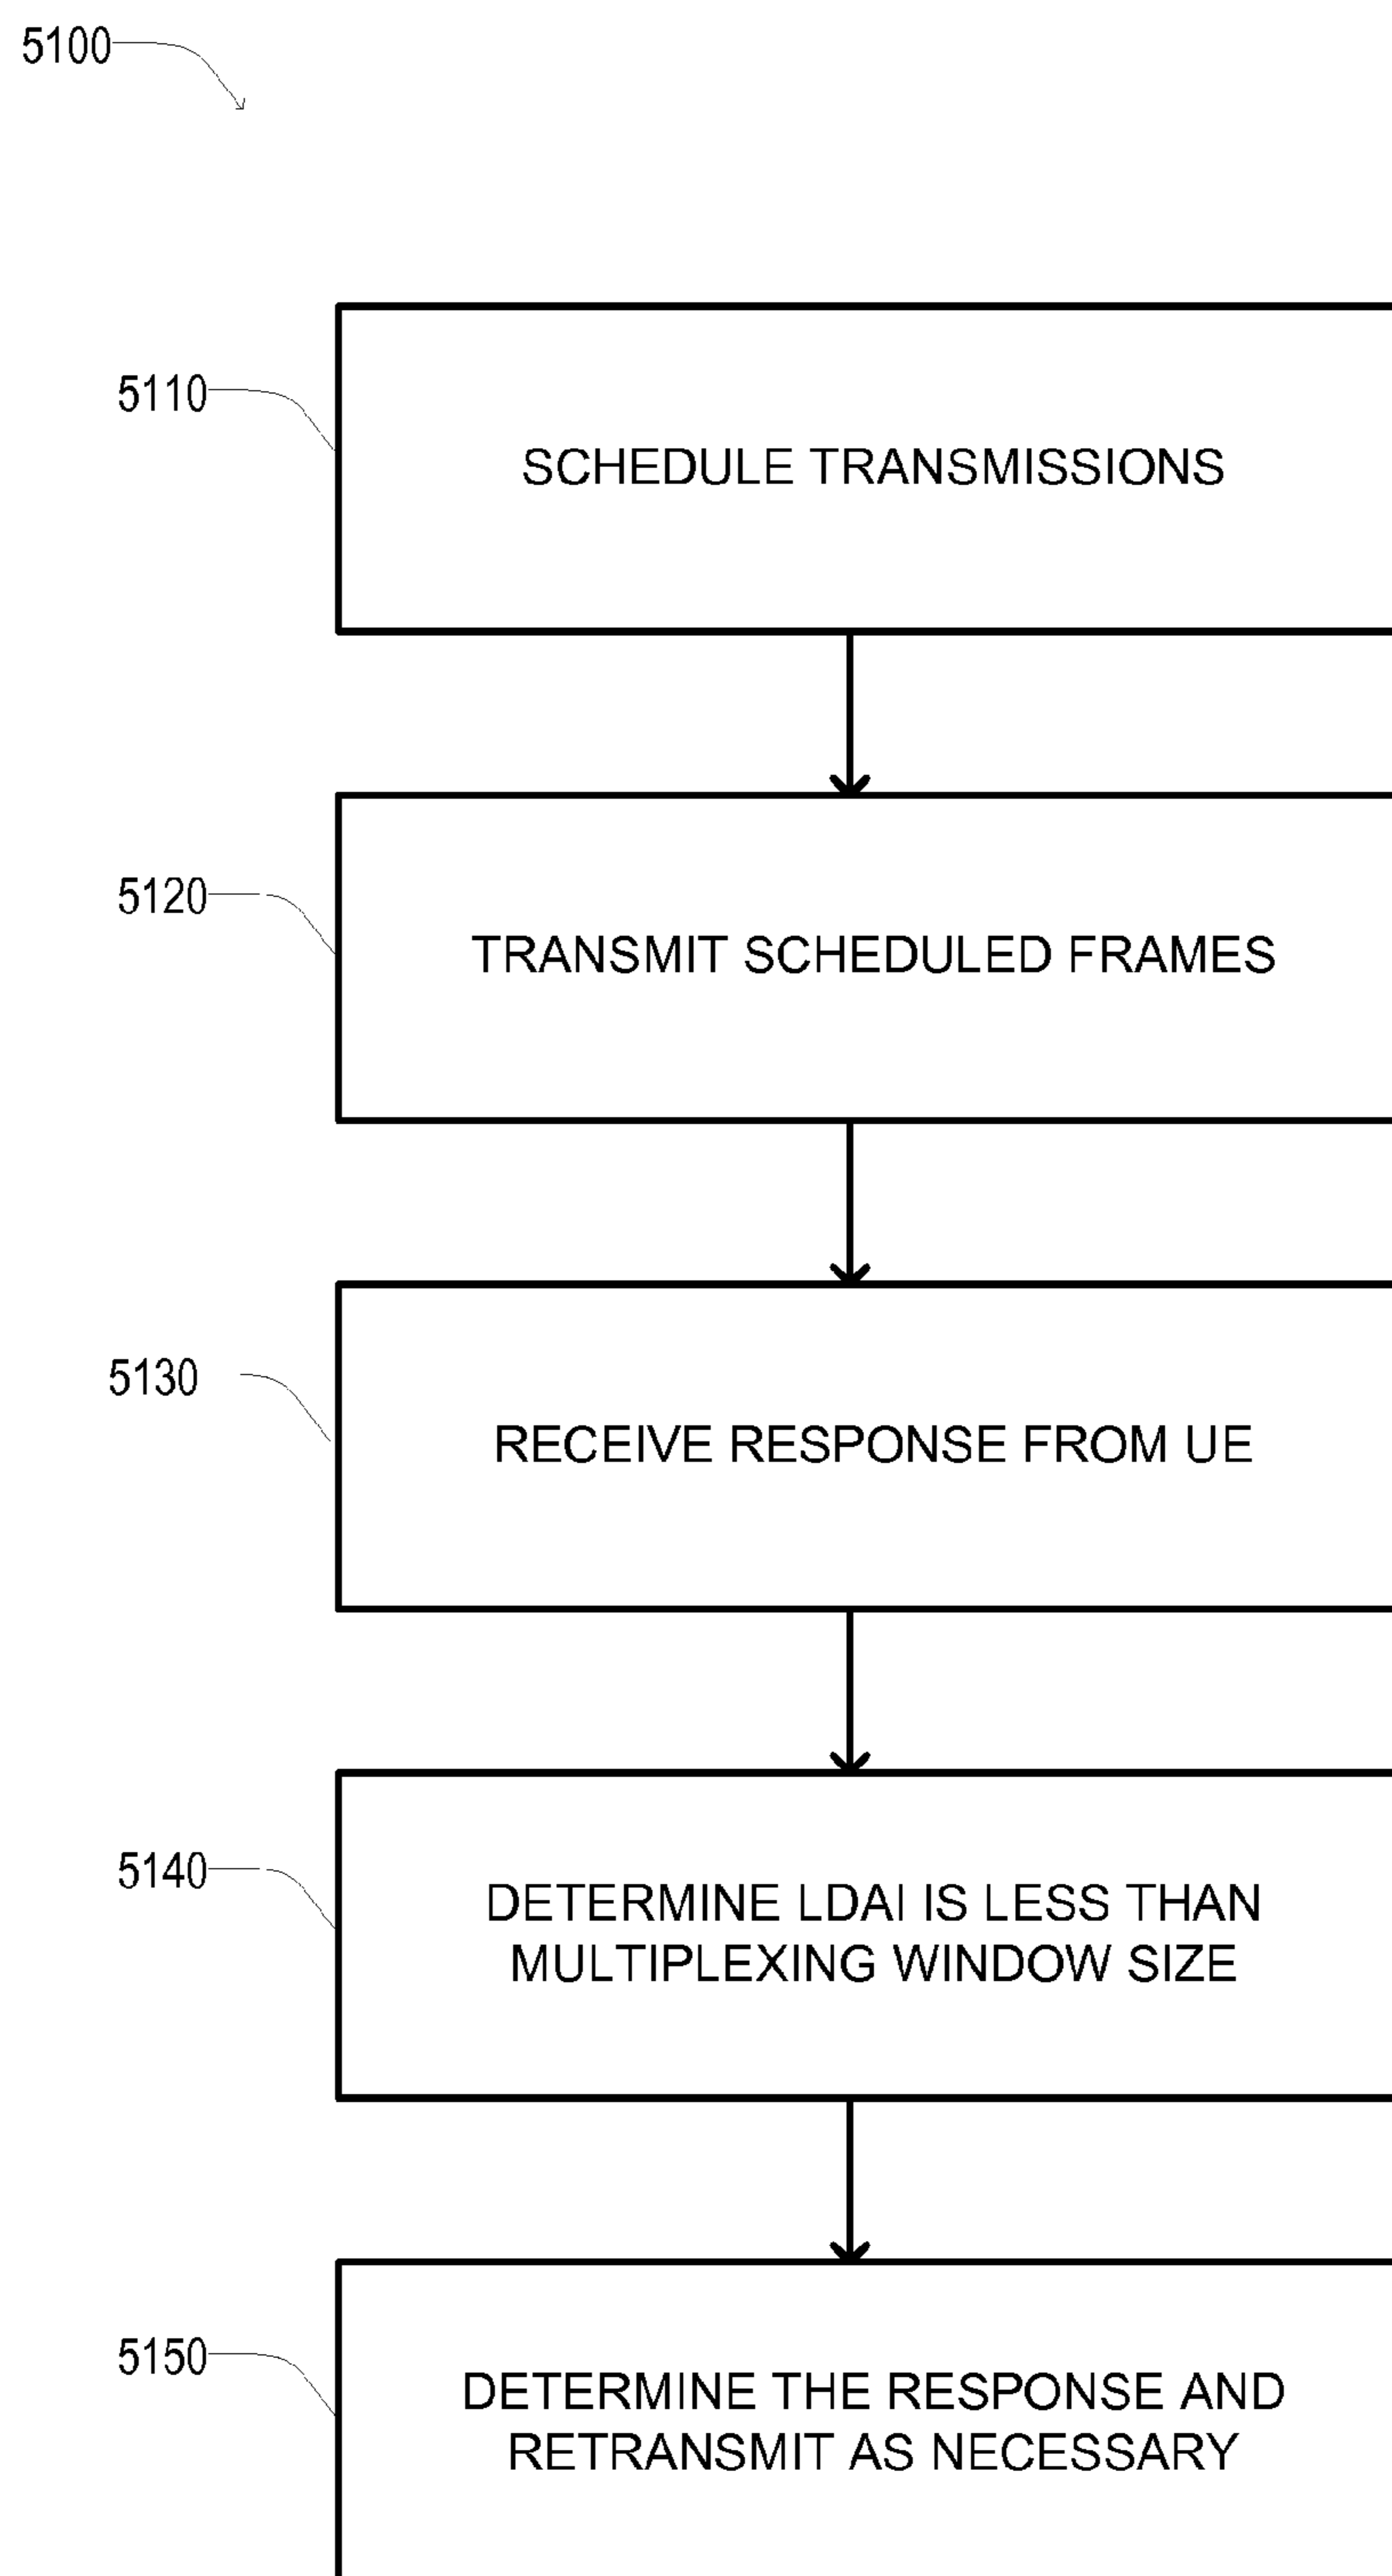 5100
5110
SCHEDULE TRANSMISSIONS
5120
TRANSMIT SCHEDULED FRAMES
5130
RECEIVE RESPONSE FROM UE
5140
DETERMINE LDAI IS LESS THAN
MULTIPLEXING WINDOW SIZE
5150
DETERMINE THE RESPONSE AND
RETRANSMIT AS NECESSARY